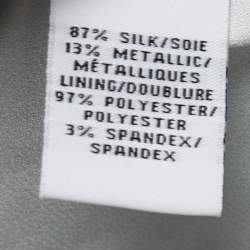 87% SILK/SOIE
13% METALLIC/
MÉTALLIQUES
LINING/DOUBLURE
97% POLYESTER/
POLYESTER
3% SPANDEX/
SPANDEX